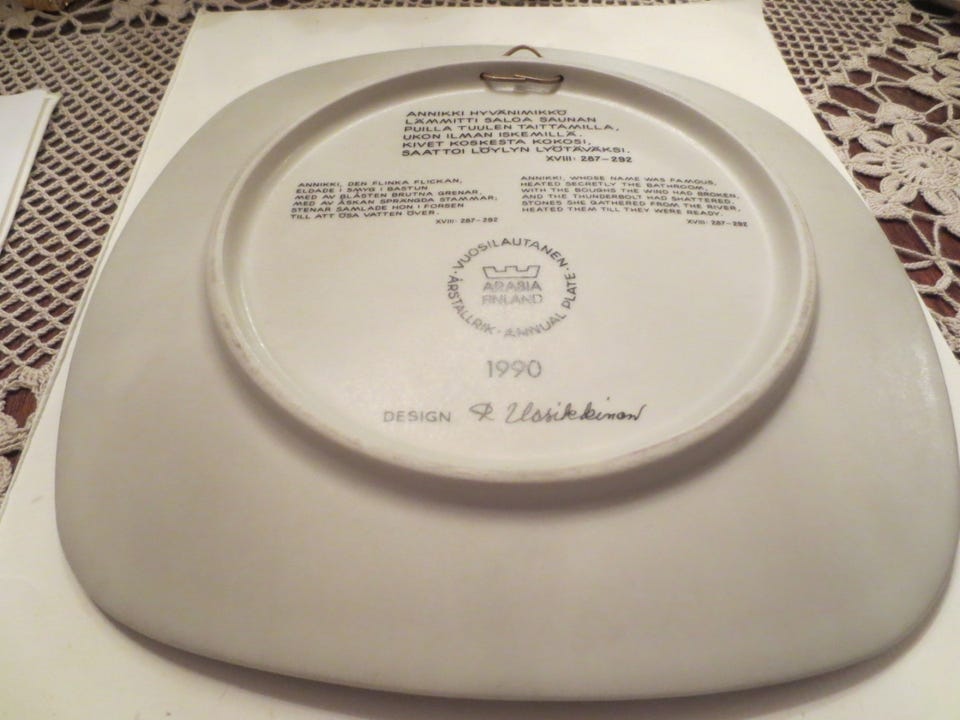 ANNIKKI HYVÄNIMIKKÖ
LÄMMITTI SALOA SAUNAN
PUILLA TUULEN TAITTAMILLA,
UKON ILMAN ISKEMILLÄ.
KIVET KOSKESTA KOKOSI,
SAATTOI LÖYLYN LYÖTÄVÄKSI.
XVIII: 287-292
ANNIKKI, DEN FLINKA FLICKAN,
ELDADE I SMYG I BASTUN
MED AV BLÅSTEN BRUTNA GRENAR,
MED AV ÅSKAN SPRÄNGDA STAMMAR;
STENAR SAMLADE HON I FORSEN
TILL ATT ÖSA VATTEN ÖVER.
XVIII: 287-292
ANNIKKI, WHOSE NAME WAS FAMOUS,
HEATED SECRETLY THE BATHROOM,
WITH THE BOUGHS THE WIND HAD BROKEN,
AND THE THUNDERBOLT HAD SHATTERED.
STONES SHE GATHERED FROM THE RIVER,
HEATED THEM TILL THEY WERE READY.
XVIII: 287-292
·VUOSILAUTANEN·
ARABIA
FINLAND
ÅRSTALLRIK · ANNUAL PLATE
1990
DESIGN R Uosikkinen